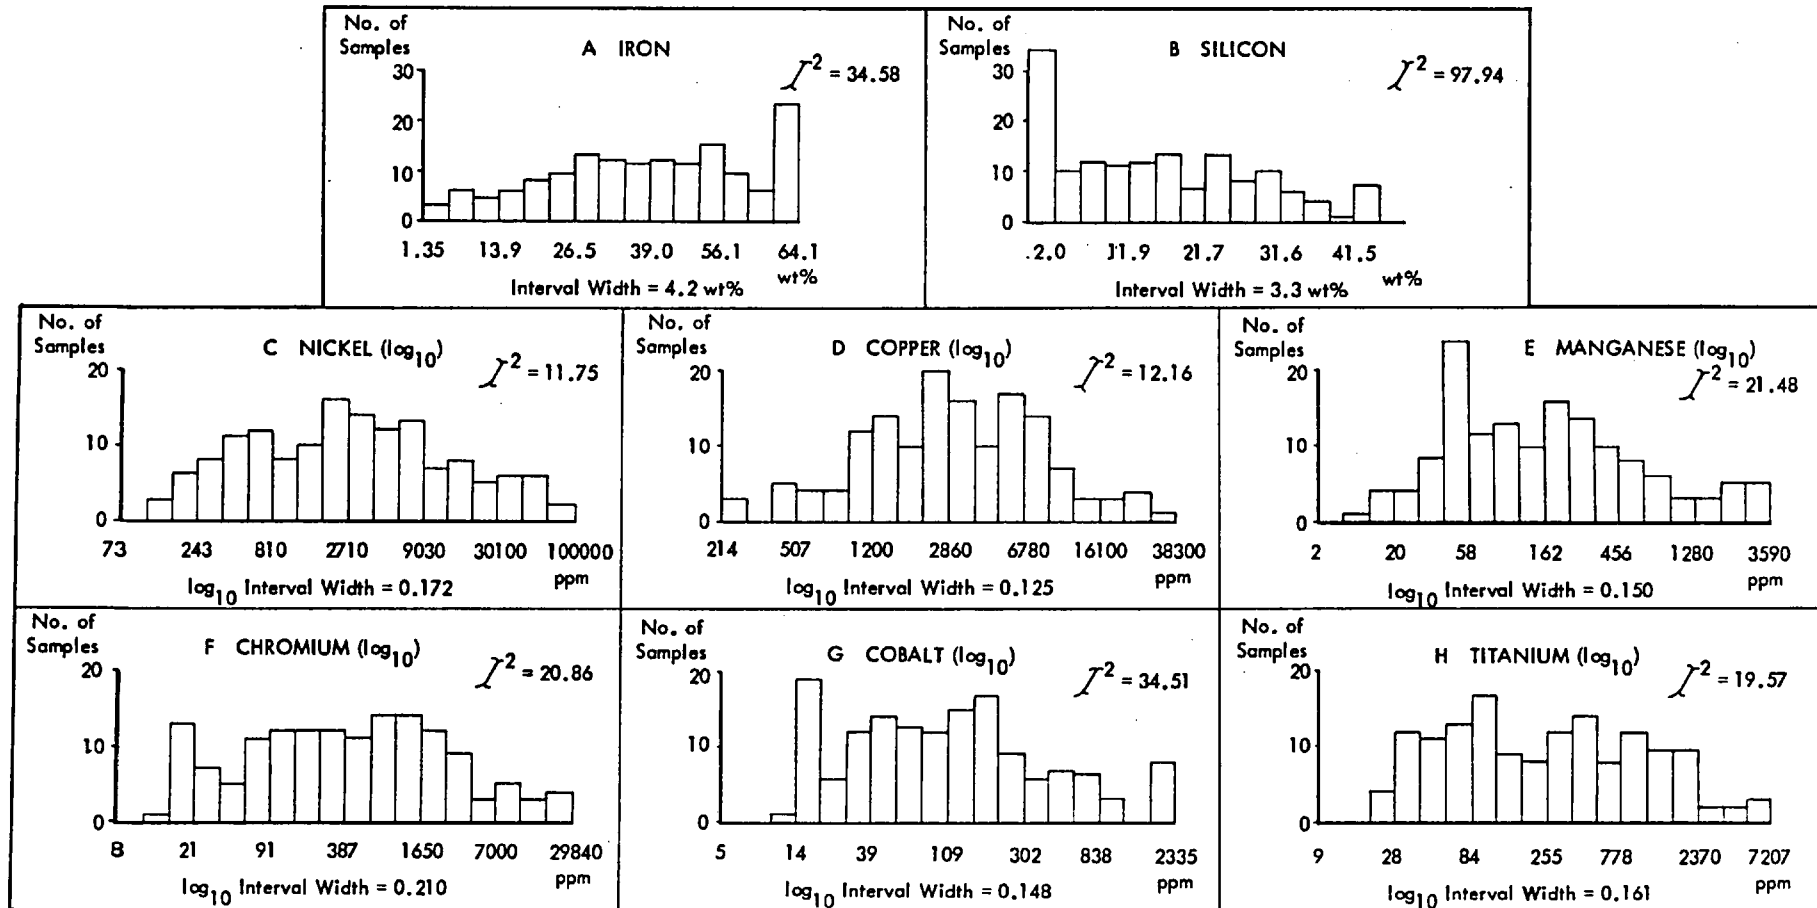 No. of
Samples
A IRON
χ2 = 34.58
30
20
10
0
1.35 13.9 26.5 39.0 56.1 64.1
wt%
Interval Width = 4.2 wt%
No. of
Samples
B SILICON
χ2 = 97.94
30
20
10
0
.2.0 11.9 21.7 31.6 41.5 wt%
Interval Width = 3.3 wt%
No. of
Samples
C NICKEL (log10)
χ2 = 11.75
20
10
0
73 243 810 2710 9030 30100 100000
ppm
log10 Interval Width = 0.172
No. of
Samples
D COPPER (log10)
χ2 = 12.16
20
10
0
214 507 1200 2860 6780 16100 38300
ppm
log10 Interval Width = 0.125
No. of
Samples
E MANGANESE (log10)
χ2 = 21.48
20
10
0
2 20 58 162 456 1280 3590
ppm
log10 Interval Width = 0.150
No. of
Samples
F CHROMIUM (log10)
χ2 = 20.86
20
10
0
8 21 91 387 1650 7000 29840
ppm
log10 Interval Width = 0.210
No. of
Samples
G COBALT (log10)
χ2 = 34.51
20
10
0
5 14 39 109 302 838 2335
ppm
log10 Interval Width = 0.148
No. of
Samples
H TITANIUM (log10)
χ2 = 19.57
20
10
0
9 28 84 255 778 2370 7207
ppm
log10 Interval Width = 0.161